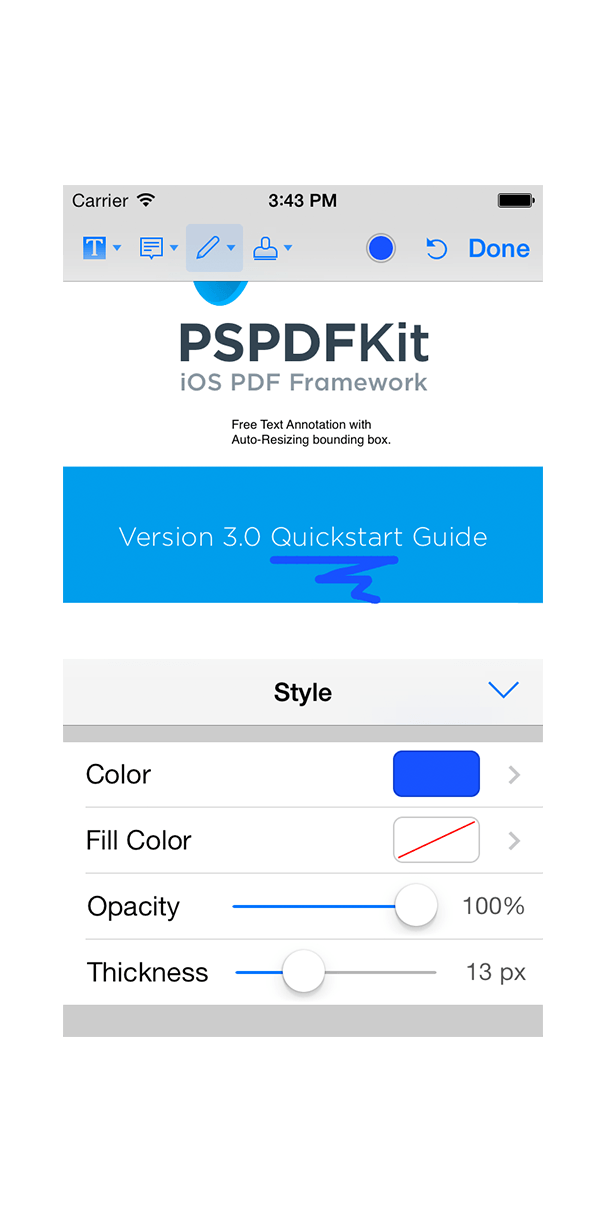 Carrier 3:43 PM
T Done
PSPDFKit
iOS PDF Framework
Free Text Annotation with
Auto-Resizing bounding box.
Version 3.0 Quickstart Guide
Style
Color
Fill Color
Opacity 100%
Thickness 13 px